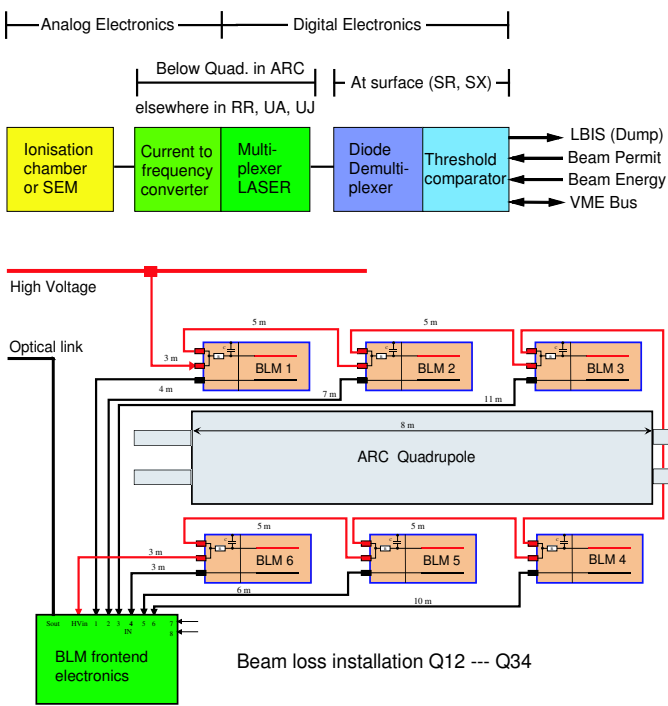 Analog Electronics
Digital Electronics
Below Quad. in ARC
At surface (SR, SX)
elsewhere in RR, UA, UJ
Ionisation
chamber
or SEM
Current to
frequency
converter
Multi-
plexer
LASER
Diode
Demulti-
plexer
Threshold
comparator
LBIS (Dump)
Beam Permit
Beam Energy
VME Bus
High Voltage
Optical link
5 m
5 m
3 m
C
R
BLM 1
C
R
BLM 2
C
R
BLM 3
4 m
7 m
11 m
8 m
ARC Quadrupole
5 m
5 m
3 m
C
R
BLM 6
C
R
BLM 5
C
R
BLM 4
3 m
6 m
10 m
Sout HVin 1 2 3 4 5 6 7
IN 8
BLM frontend
electronics
Beam loss installation Q12 --- Q34